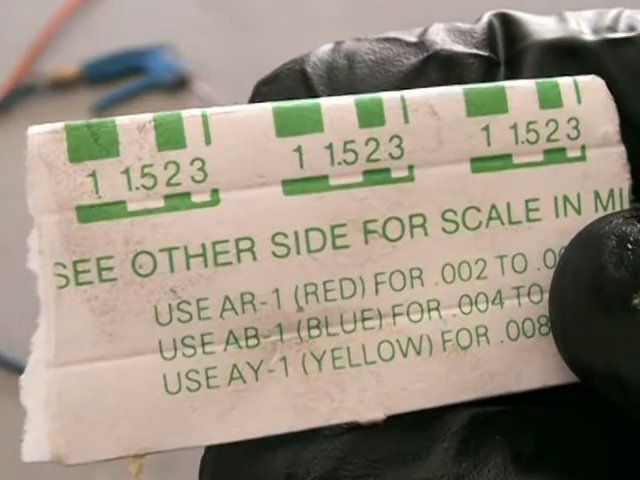 1 1.5 2 3 1 1.5 2 3 1 1.5 2 3
SEE OTHER SIDE FOR SCALE IN
USE AR-1 (RED) FOR .002 TO
USE AB-1 (BLUE) FOR .004 TO
USE AY-1 (YELLOW) FOR .008